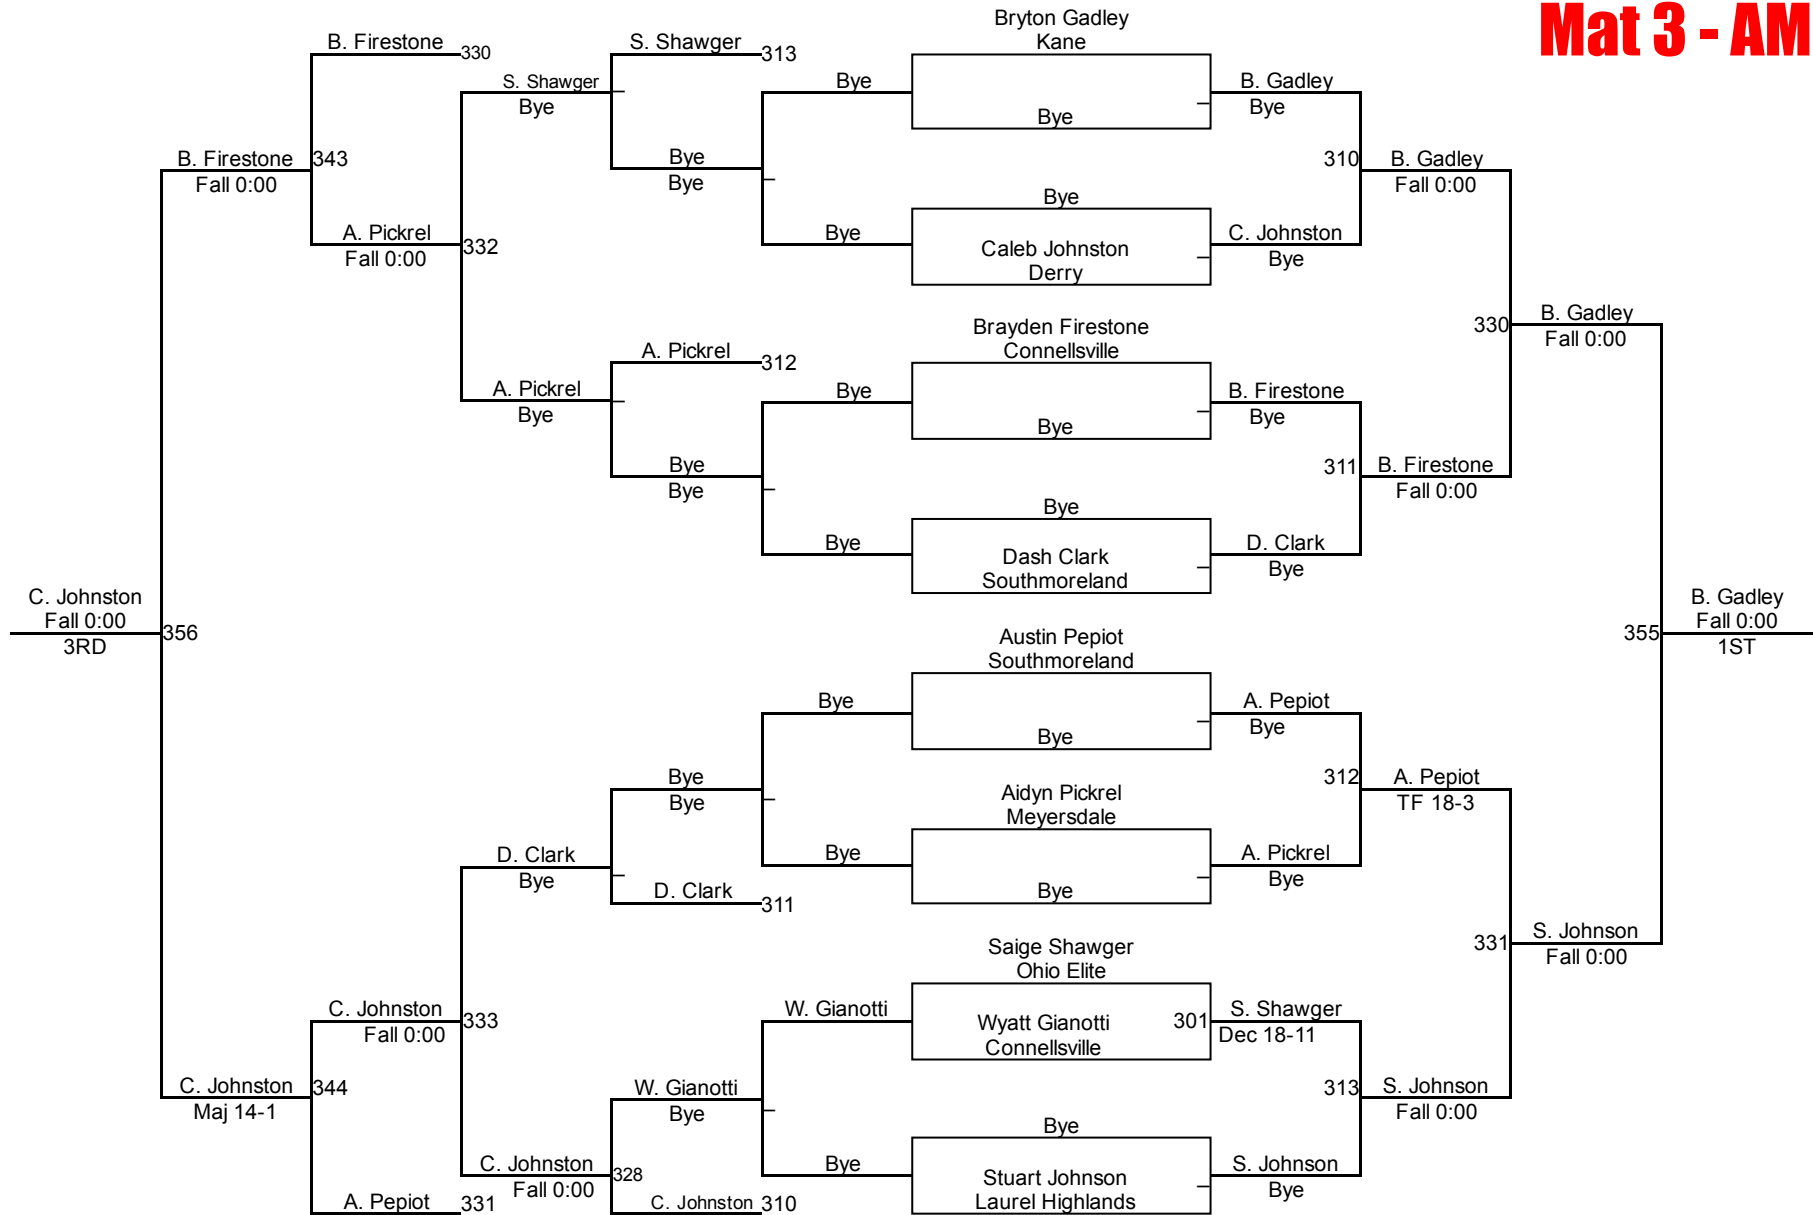 Mat 3 - AM
Bryton Gadley
Kane
B. Firestone
330
S. Shawger
313
S. Shawger
Bye
Bye
Bye
B. Gadley
Bye
B. Firestone
343
Fall 0:00
Bye
Bye
310
B. Gadley
Fall 0:00
A. Pickrel
332
Fall 0:00
Bye
Bye
Caleb Johnston
Derry
C. Johnston
Bye
Brayden Firestone
Connellsville
330
B. Gadley
Fall 0:00
A. Pickrel
312
A. Pickrel
Bye
Bye
Bye
B. Firestone
Bye
Bye
Bye
311
B. Firestone
Fall 0:00
Bye
Bye
Dash Clark
Southmoreland
D. Clark
Bye
C. Johnston
Fall 0:00
3RD
356
355
B. Gadley
Fall 0:00
1ST
Austin Pepiot
Southmoreland
Bye
Bye
A. Pepiot
Bye
Bye
Bye
312
A. Pepiot
TF 18-3
Aidyn Pickrel
Meyersdale
D. Clark
Bye
Bye
Bye
A. Pickrel
Bye
D. Clark
311
331
S. Johnson
Fall 0:00
Saige Shawger
Ohio Elite
C. Johnston
333
Fall 0:00
W. Gianotti
Wyatt Gianotti
Connellsville
301
S. Shawger
Dec 18-11
C. Johnston
344
Maj 14-1
W. Gianotti
Bye
313
S. Johnson
Fall 0:00
Bye
C. Johnston
328
Fall 0:00
Bye
Stuart Johnson
Laurel Highlands
S. Johnson
Bye
A. Pepiot
331
C. Johnston
310